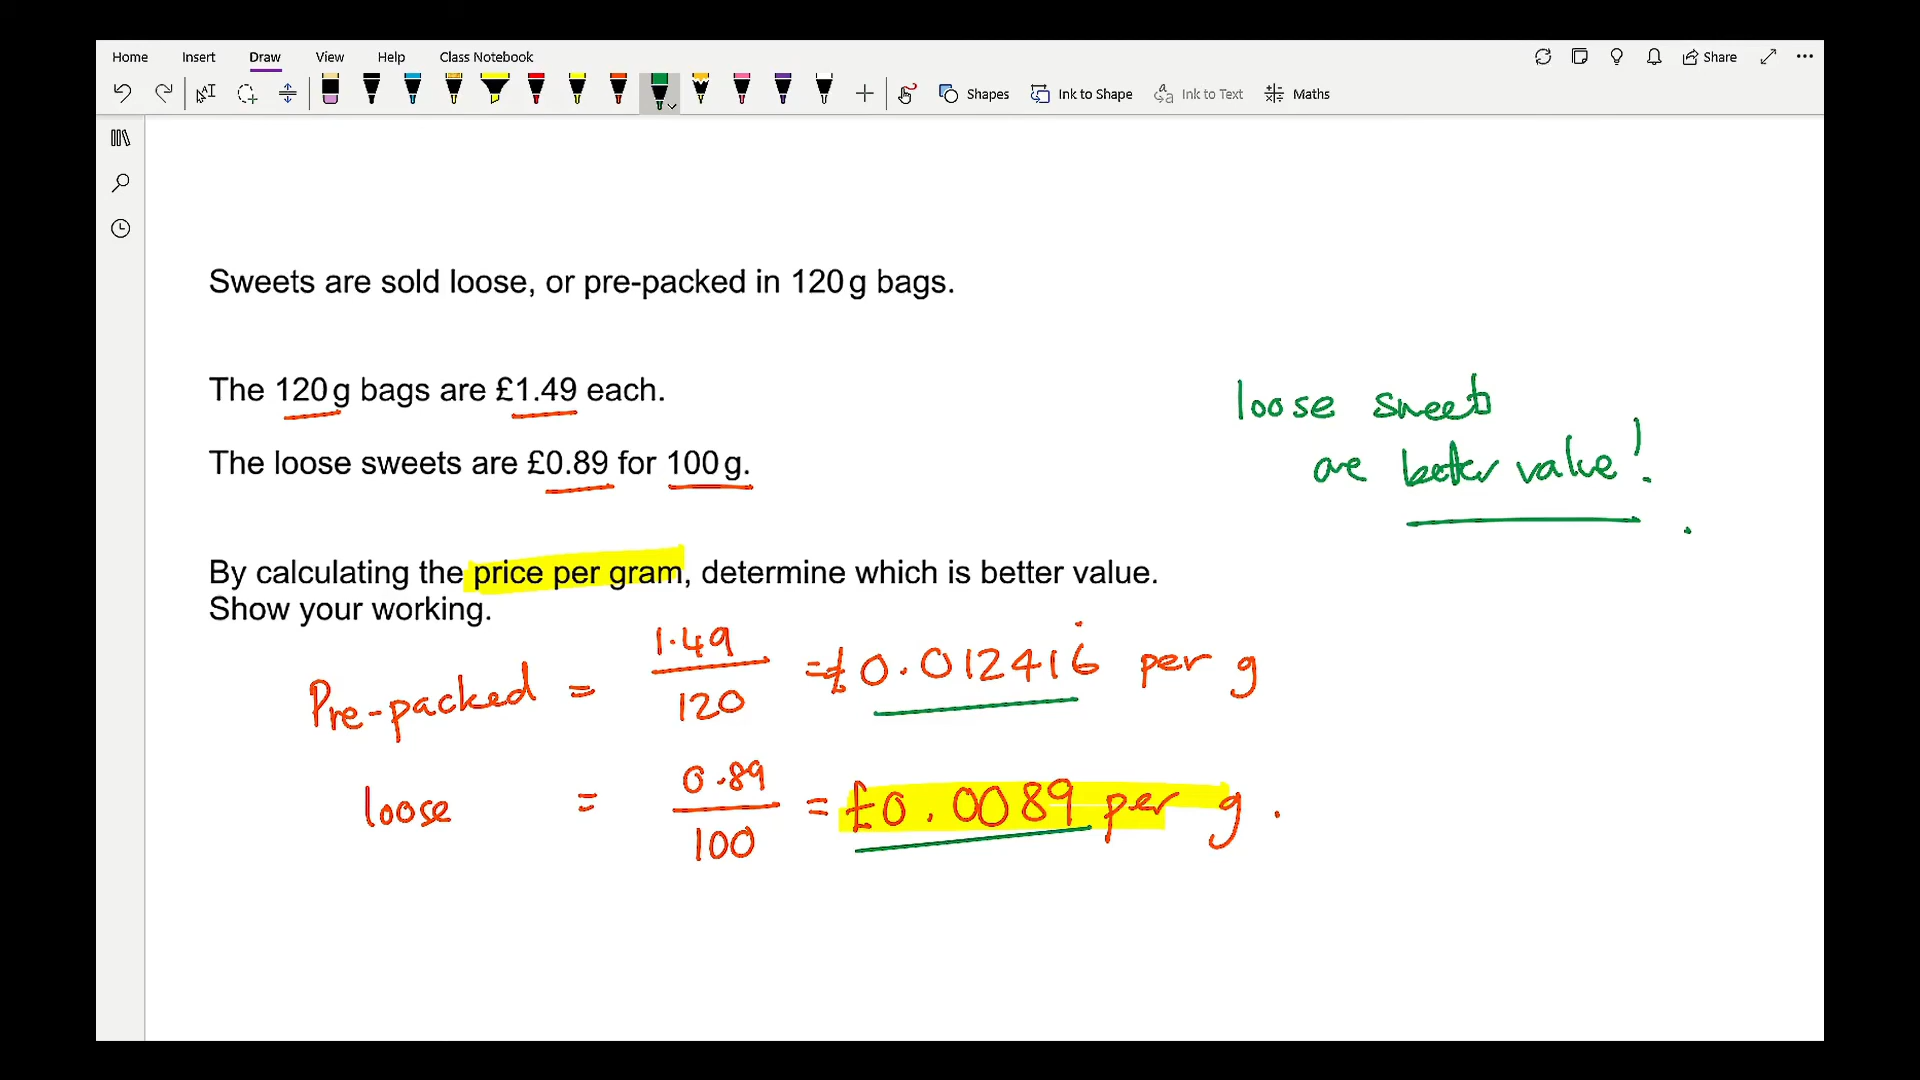 Home Insert Draw View Help Class Notebook Share
Shapes Ink to Shape Ink to Text Maths
Sweets are sold loose, or pre-packed in 120 g bags.
The 120 g bags are £1.49 each.
The loose sweets are £0.89 for 100 g.
loose sweets
are better value!
By calculating the price per gram, determine which is better value.
Show your working.
Pre-packed = 1.49/120 = £0.012416̇ per g
loose = 0.89/100 = £0.0089 per g.